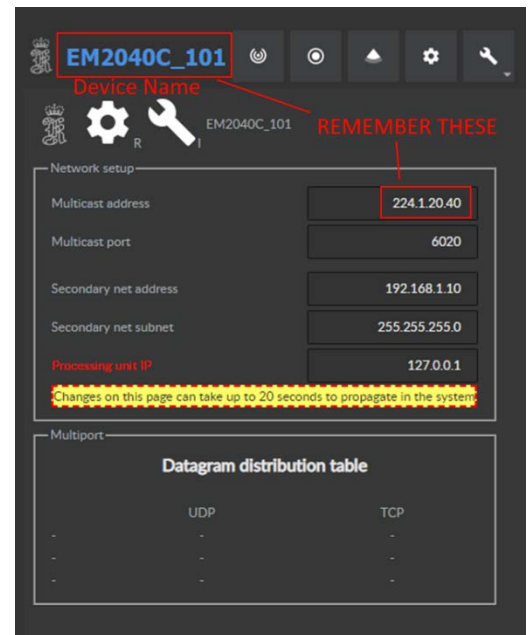 EM2040C_101
Device Name
R
I
EM2040C_101
REMEMBER THESE
Network setup
Multicast address 224.1.20.40
Multicast port 6020
Secondary net address 192.168.1.10
Secondary net subnet 255.255.255.0
Processing unit IP 127.0.0.1
Changes on this page can take up to 20 seconds to propagate in the system
Multiport
Datagram distribution table
UDP TCP
- - -
- - -
- - -